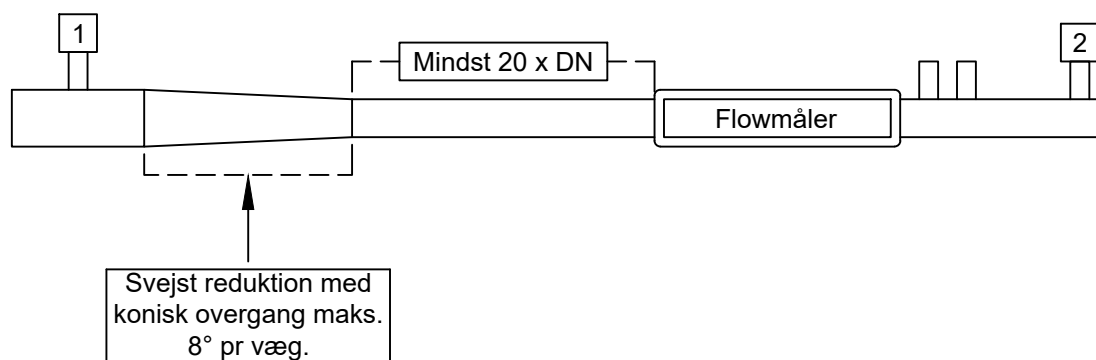 1
2
Mindst 20 x DN
Flowmåler
Svejst reduktion med
konisk overgang maks.
8° pr væg.